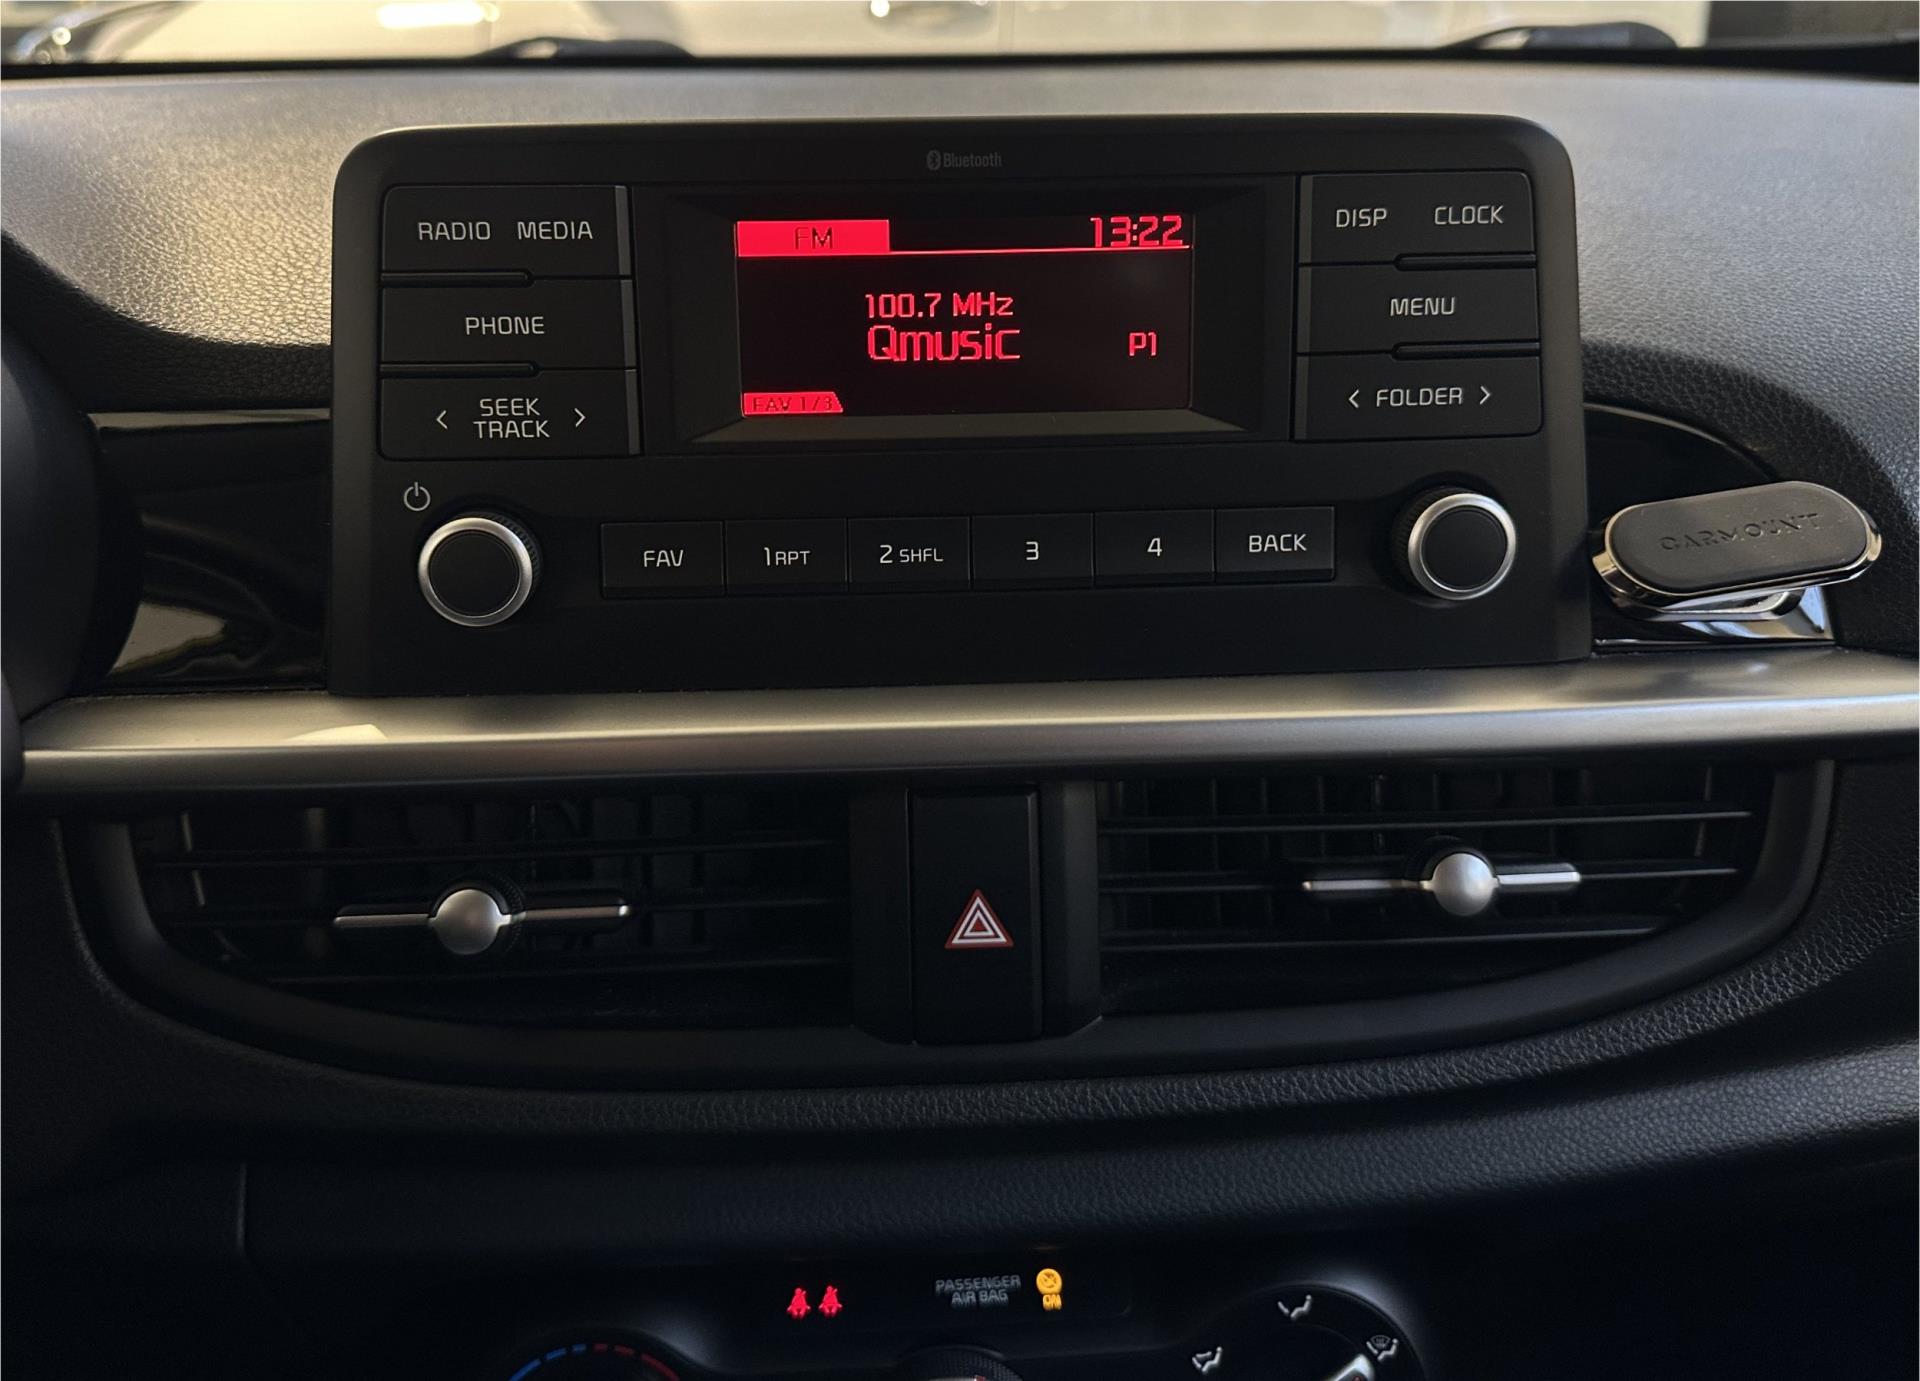 Bluetooth
RADIO MEDIA
PHONE
< SEEK TRACK >
FM 13:22
100.7 MHz
Qmusic P1
FAV 1/3
DISP CLOCK
MENU
< FOLDER >
FAV 1 RPT 2 SHFL 3 4 BACK
CARMOUNT
PASSENGER
AIR BAG
ON